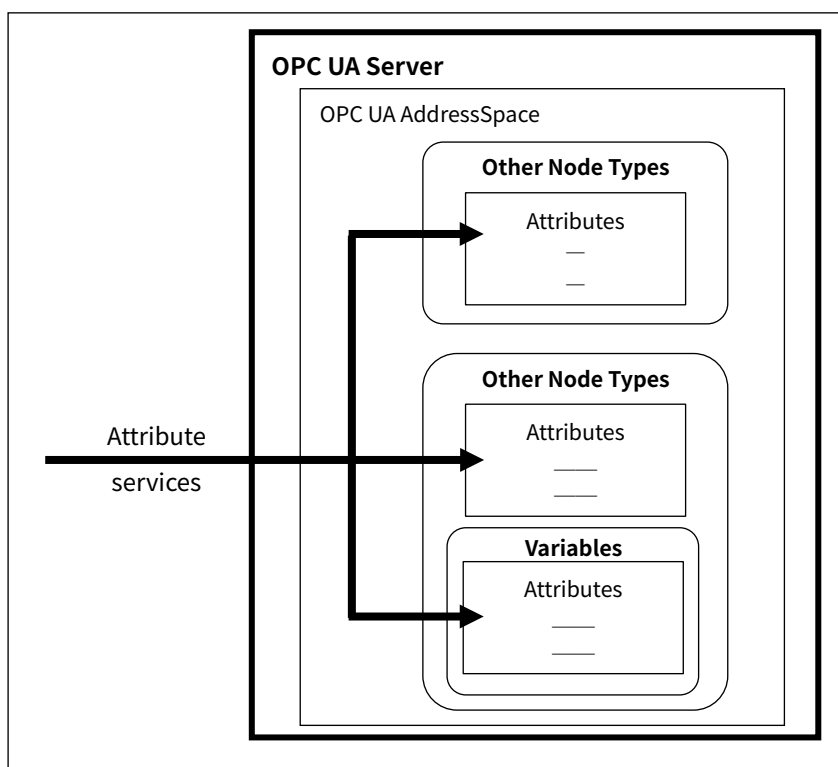 OPC UA Server
OPC UA AddressSpace
Other Node Types
Attributes
Other Node Types
Attributes
Attribute
services
Variables
Attributes